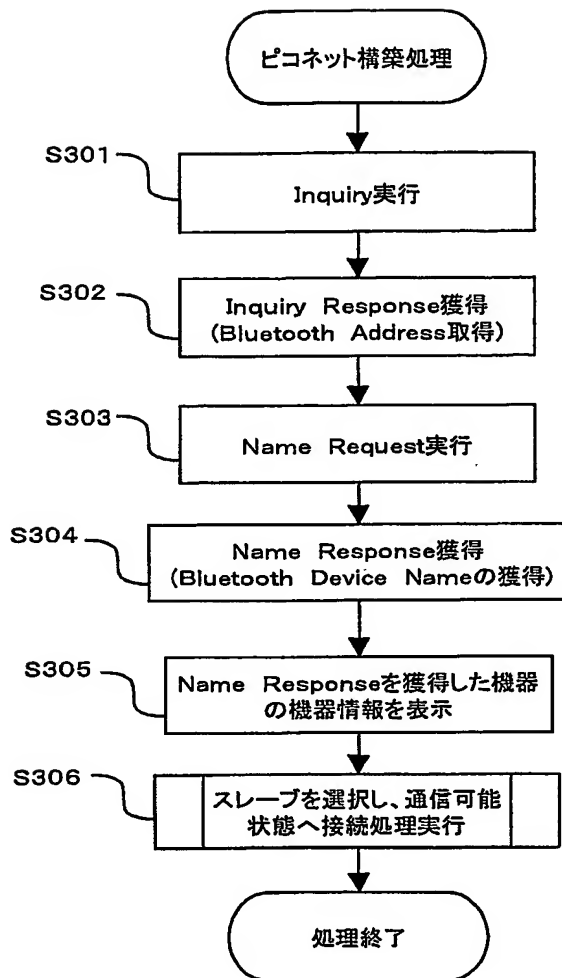 ピコネット構築処理
S301
Inquiry実行
S302
Inquiry Response獲得
(Bluetooth Address取得)
S303
Name Request実行
S304
Name Response獲得
(Bluetooth Device Nameの獲得)
S305
Name Responseを獲得した機器
の機器情報を表示
S306
スレーブを選択し、通信可能
状態へ接続処理実行
処理終了